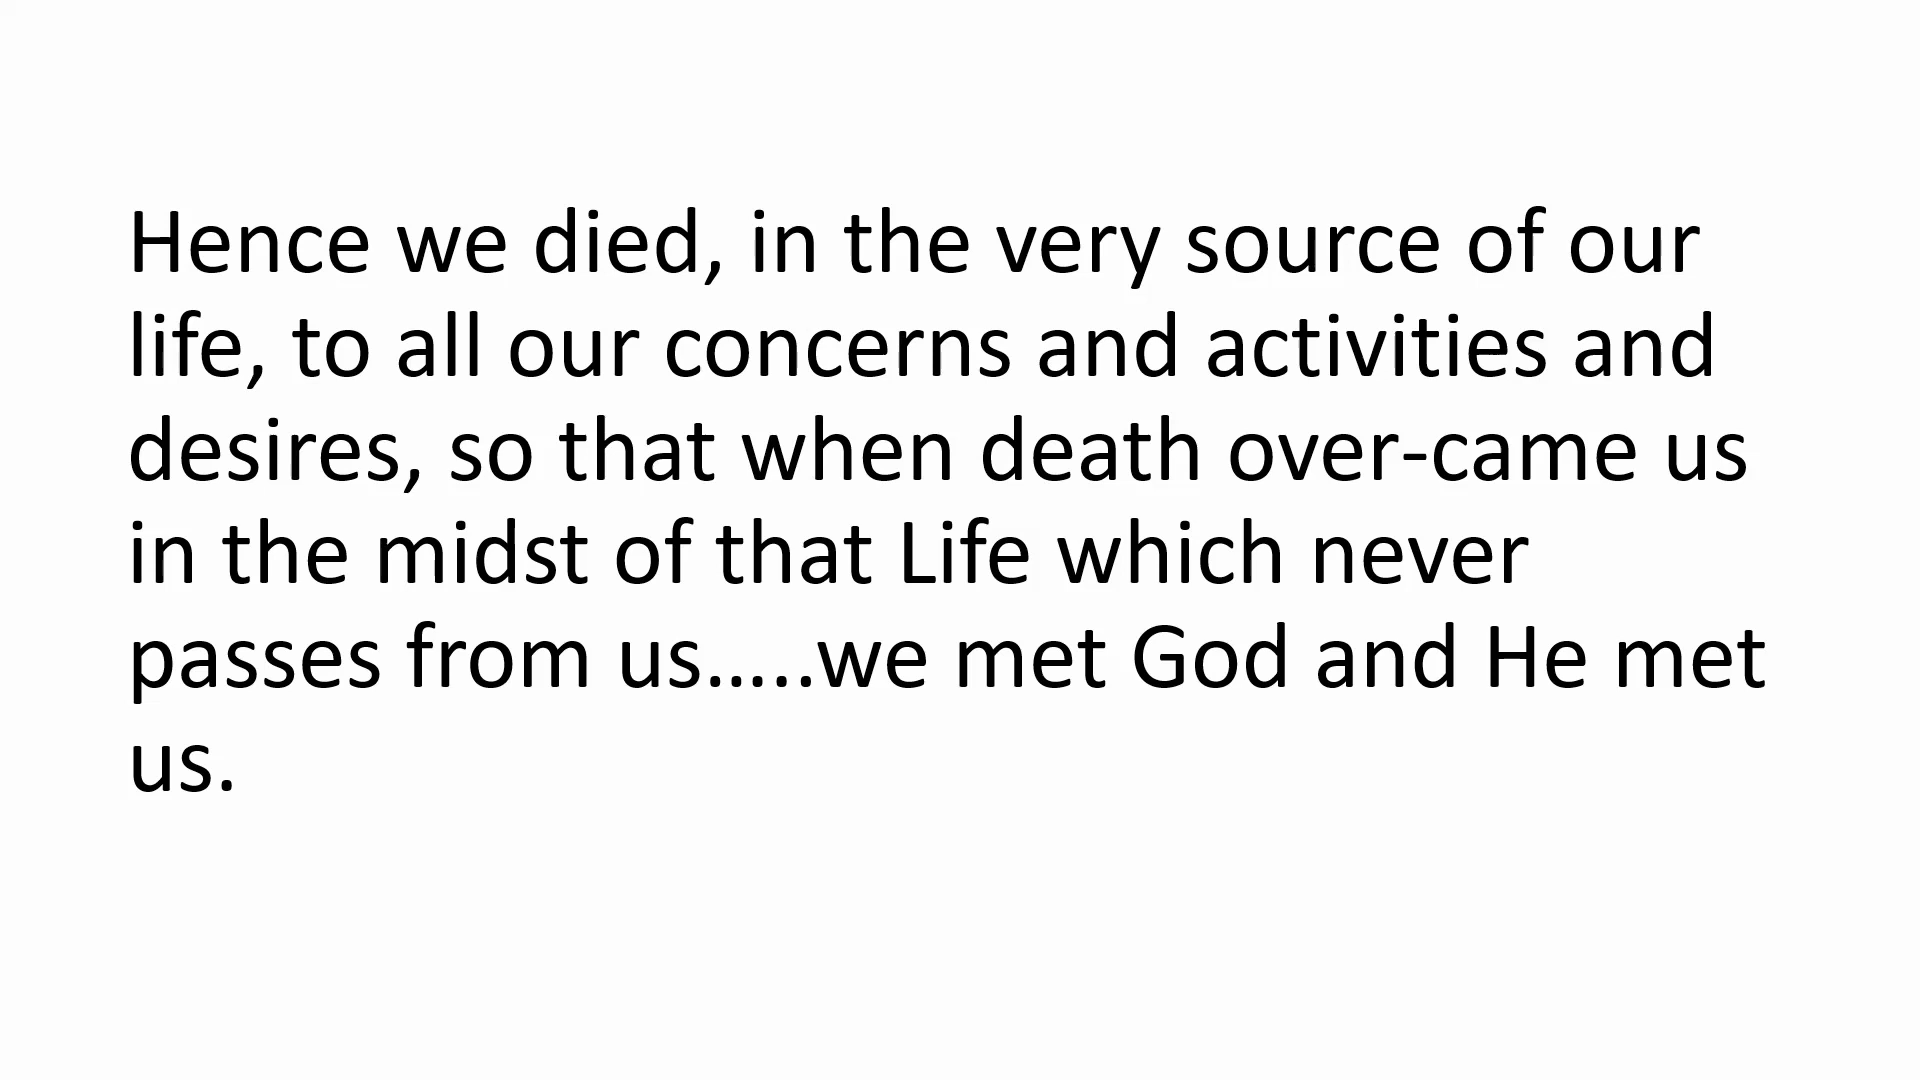 Hence we died, in the very source of our
life, to all our concerns and activities and
desires, so that when death over-came us
in the midst of that Life which never
passes from us…..we met God and He met
us.